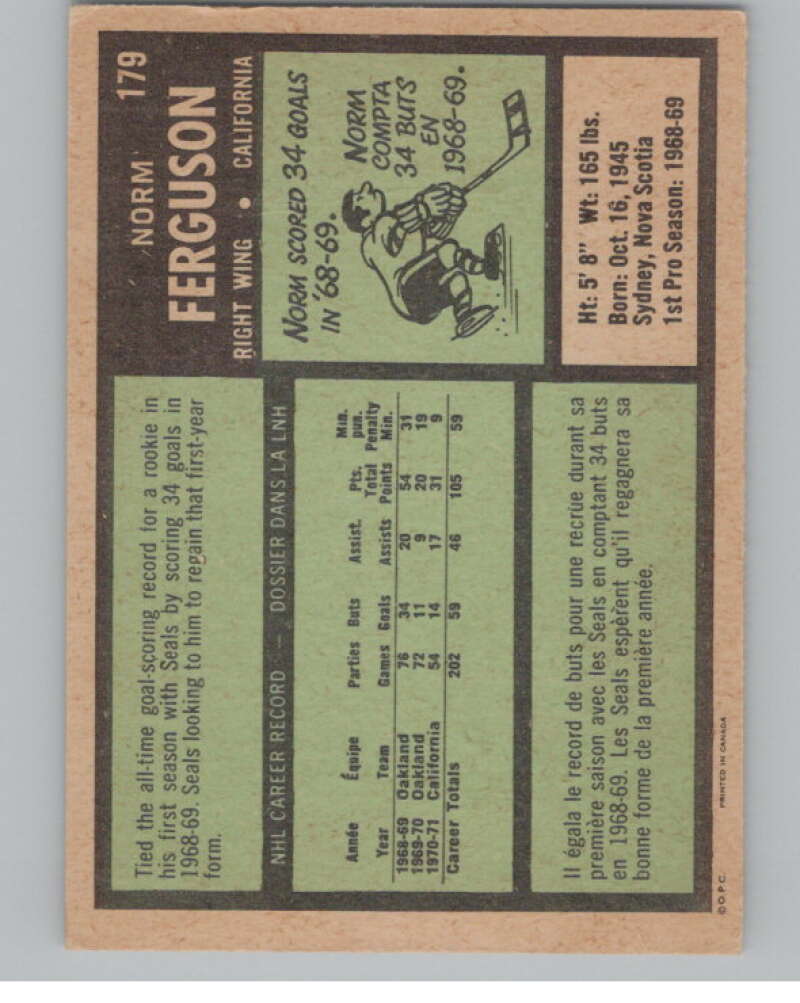 179
NORM
FERGUSON
RIGHT WING • CALIFORNIA
Tied the all-time goal-scoring record for a rookie in
his first season with Seals by scoring 34 goals in
1968-69. Seals looking to him to regain that first-year
form.
NORM SCORED 34 GOALS
IN '68-69.
NORM
COMPTA
34 BUTS
EN
1968-69.
NHL CAREER RECORD — DOSSIER DANS LA LNH
Année Équipe Parties Buts Assist. Pts. Min. pun.
Year Team Games Goals Assists Total Points Penalty Min.
1968-69 Oakland 76 34 20 54 31
1969-70 Oakland 72 11 9 20 19
1970-71 California 54 14 17 31 9
Career Totals 202 59 46 105 59
Ht: 5' 8" Wt: 165 lbs.
Born: Oct. 16, 1945
Sydney, Nova Scotia
1st Pro Season: 1968-69
Il égala le record de buts pour une recrue durant sa
première saison avec les Seals en comptant 34 buts
en 1968-69. Les Seals espèrent qu'il regagnera sa
bonne forme de la première année.
© O.P.C. PRINTED IN CANADA